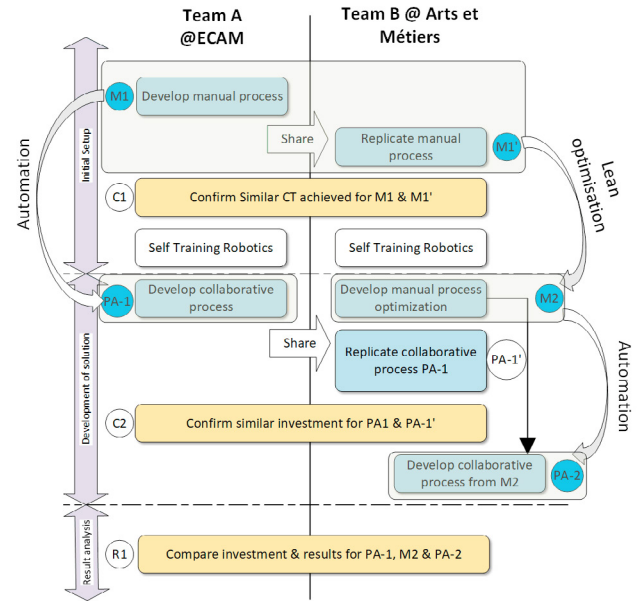 Team A
@ECAM
Team B @ Arts et
Métiers
Initial Setup
Automation
M1
Develop manual process
Share
Replicate manual
process
M1'
Lean
optimisation
C1
Confirm Similar CT achieved for M1 & M1'
Self Training Robotics
Self Training Robotics
Development of solution
PA-1
Develop collaborative
process
Develop manual process
optimization
M2
Share
Replicate collaborative
process PA-1
PA-1'
Automation
C2
Confirm similar investment for PA1 & PA-1'
Develop collaborative
process from M2
PA-2
Result analysis
R1
Compare investment & results for PA-1, M2 & PA-2